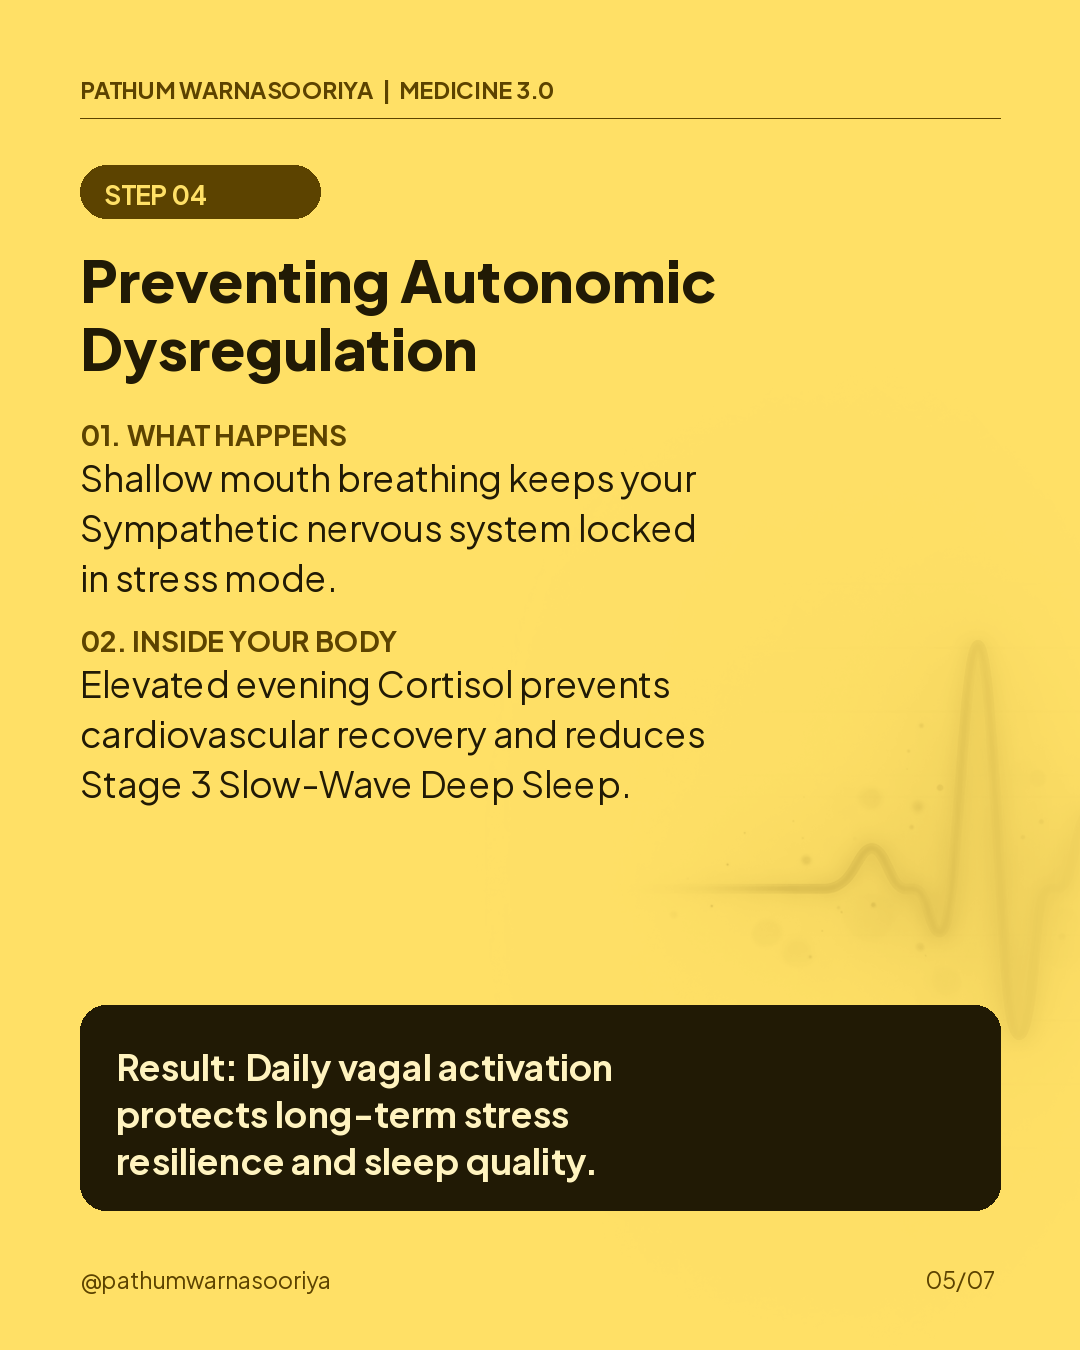 PATHUM WARNASOORIYA | MEDICINE 3.0
STEP 04
Preventing Autonomic
Dysregulation
01. WHAT HAPPENS
Shallow mouth breathing keeps your
Sympathetic nervous system locked
in stress mode.
02. INSIDE YOUR BODY
Elevated evening Cortisol prevents
cardiovascular recovery and reduces
Stage 3 Slow-Wave Deep Sleep.
Result: Daily vagal activation
protects long-term stress
resilience and sleep quality.
@pathumwarnasooriya
05/07